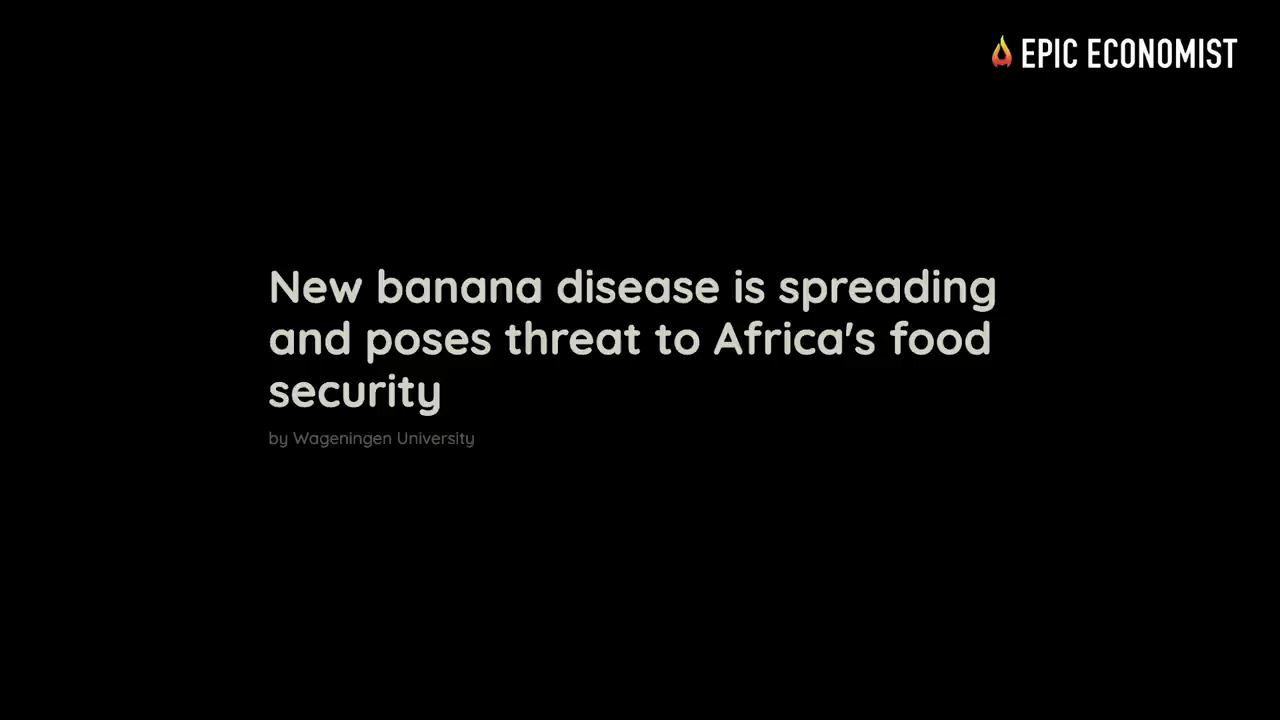 EPIC ECONOMIST
New banana disease is spreading
and poses threat to Africa's food
security
by Wageningen University